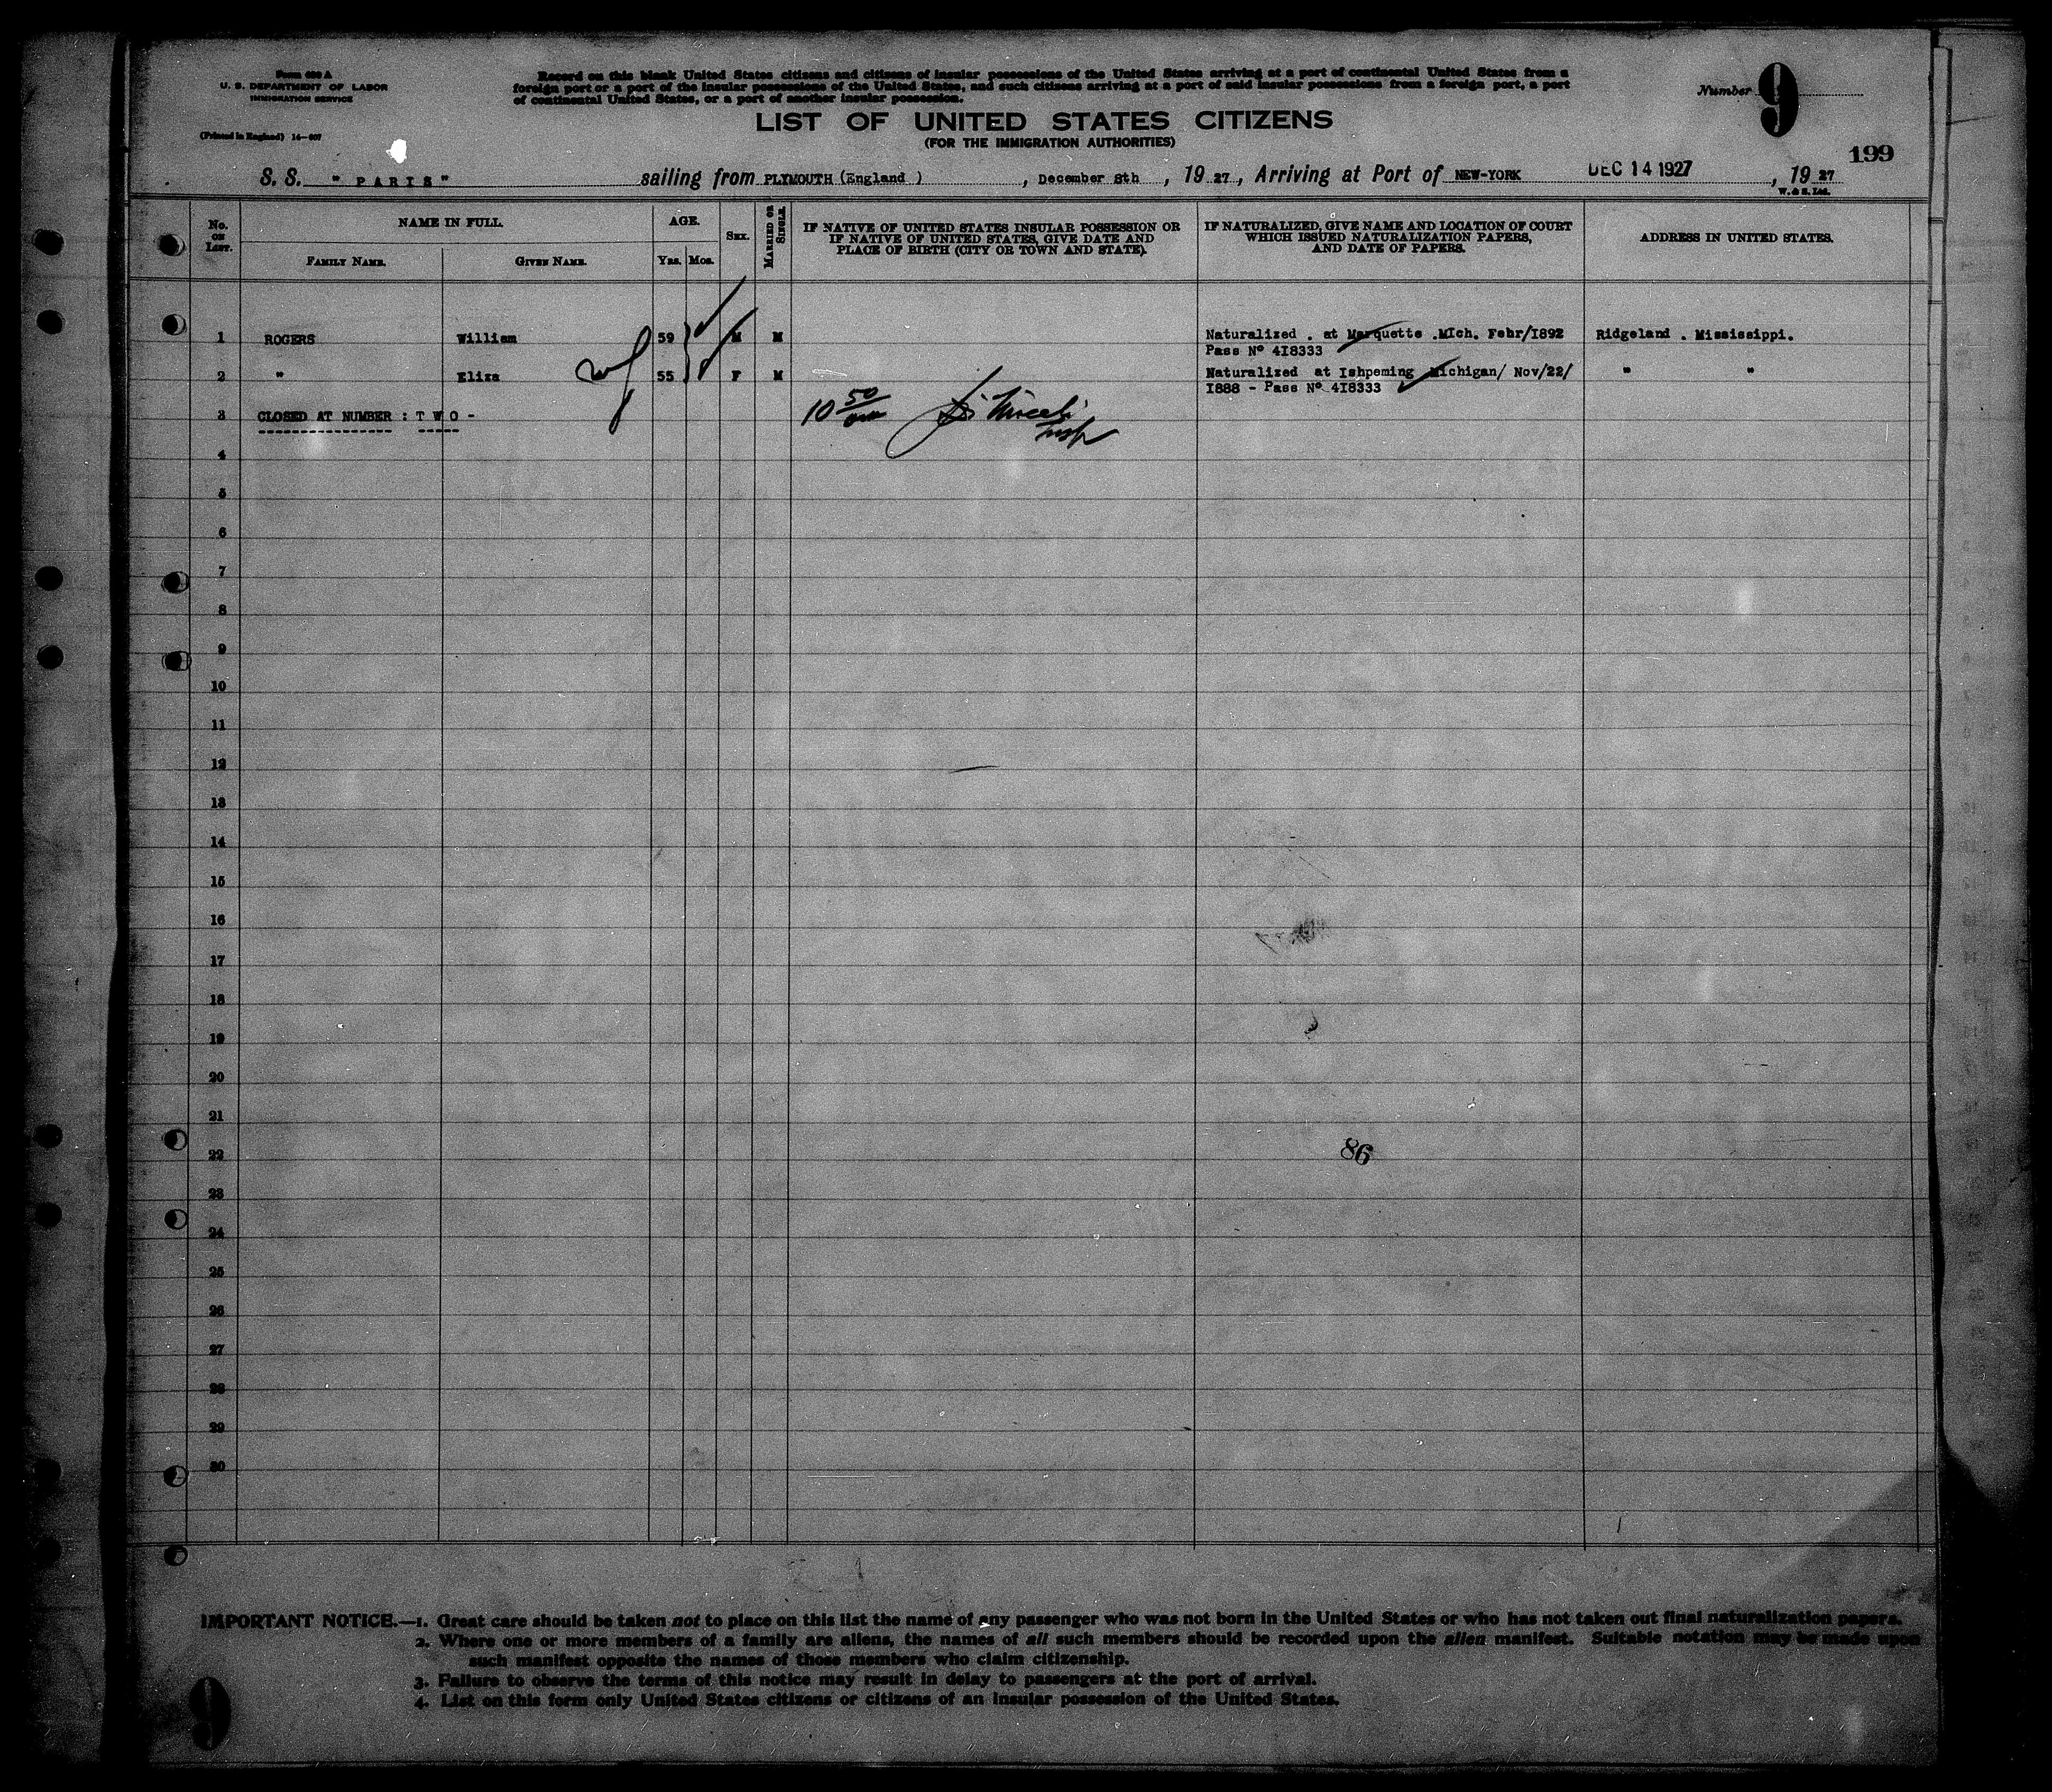 Form 630 A
U. S. DEPARTMENT OF LABOR
IMMIGRATION SERVICE
(Printed in England) 14—607
Record on this blank United States citizens and citizens of insular possessions of the United States arriving at a port of continental United States from a
foreign port or a port of the insular possessions of the United States, and such citizens arriving at a port of said insular possessions from a foreign port, a port
of continental United States, or a port of another insular possession.
Number 9
LIST OF UNITED STATES CITIZENS
(FOR THE IMMIGRATION AUTHORITIES)
199
S. S. " PARIS" sailing from PLYMOUTH (England ), December 8th, 19 27, Arriving at Port of NEW-YORK DEC 14 1927, 19 27
W. & S. Ltd.
No. ON LIST.
NAME IN FULL.
FAMILY NAME.
GIVEN NAME.
AGE.
YRS. MOS.
SEX.
MARRIED OR SINGLE.
IF NATIVE OF UNITED STATES INSULAR POSSESSION OR
IF NATIVE OF UNITED STATES, GIVE DATE AND
PLACE OF BIRTH (CITY OR TOWN AND STATE).
IF NATURALIZED, GIVE NAME AND LOCATION OF COURT
WHICH ISSUED NATURALIZATION PAPERS,
AND DATE OF PAPERS.
ADDRESS IN UNITED STATES.
1 ROGERS William 59 M M Naturalized . at Marquette .MIch. Febr/I892 Ridgeland . Mississippi.
Pass Nº 4I8333
2 " Eliza 55 F M Naturalized at Ishpeming Michigan/ Nov/22/ " "
I888 - Pass Nº 4I8333
3 CLOSED AT NUMBER : T W O -
10 50
4
5
6
7
8
9
10
11
12
13
14
15
16
17
18
19
20
21
22
86
23
24
25
26
27
28
29
30
IMPORTANT NOTICE.—1. Great care should be taken not to place on this list the name of any passenger who was not born in the United States or who has not taken out final naturalization papers.
2. Where one or more members of a family are aliens, the names of all such members should be recorded upon the alien manifest. Suitable notation may be made upon
such manifest opposite the names of those members who claim citizenship.
3. Failure to observe the terms of this notice may result in delay to passengers at the port of arrival.
4. List on this form only United States citizens or citizens of an insular possession of the United States.
9